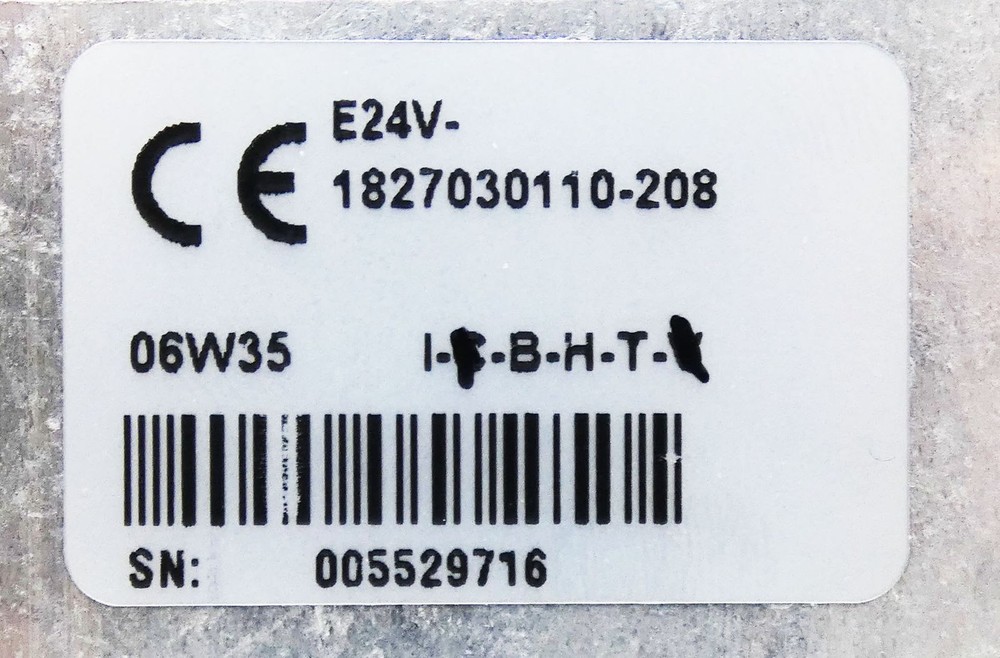 CE
E24V-
1827030110-208
06W35
I- -B-H-T-
SN: 005529716